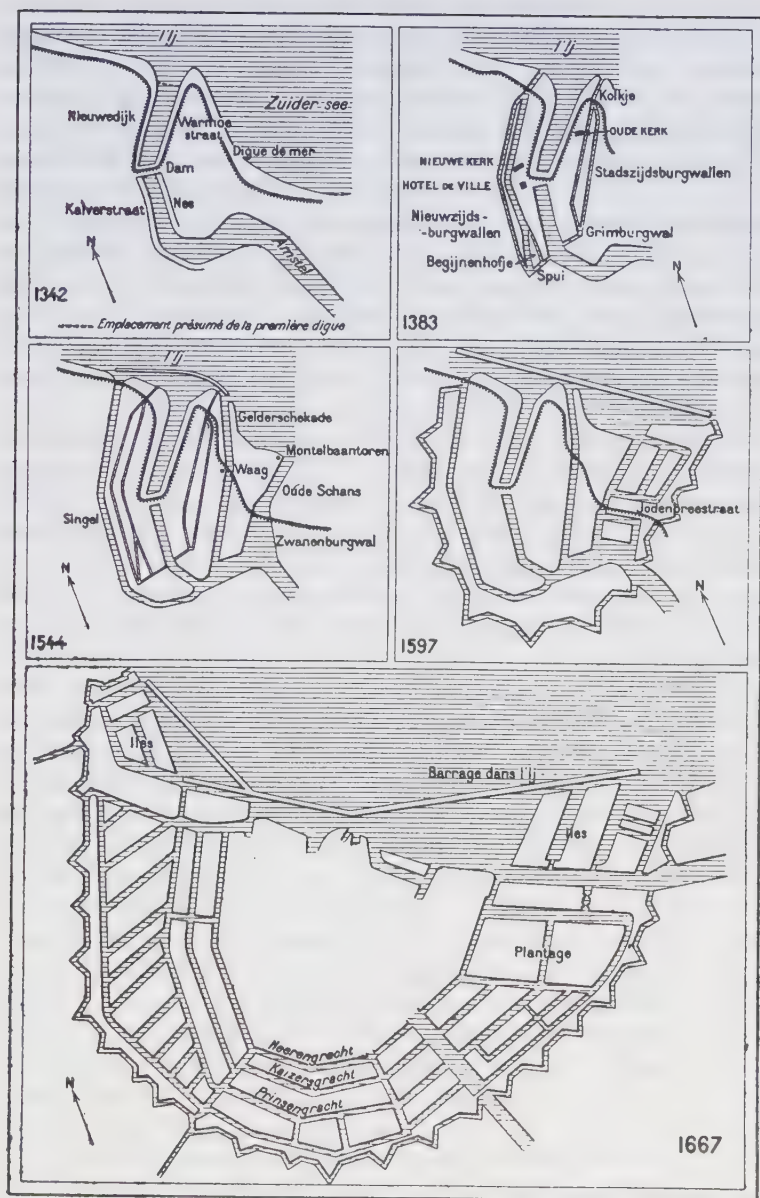 l'Ij
Zuider see
Nieuwedijk
Warmoe
straat
Digue de mer
Dam
Kalverstraat
Nes
Amstel
N
1342
Emplacement présumé de la première digue
l'Ij
Kolkje
OUDE KERK
NIEUWE KERK
HOTEL DE VILLE
Stadszijdsburgwallen
Nieuwzijds-
-burgwallen
Grimburgwal
Begijnenhofje
Spui
N
1383
l'Ij
Gelderschekade
Montelbaantoren
Waag
Oude Schans
Singel
Zwanenburgwal
N
1544
Jodenbreestraat
N
1597
Iles
Barrage dans l'Ij
Iles
Plantage
Heerengracht
Kaizersgracht
Prinsengracht
N
1667